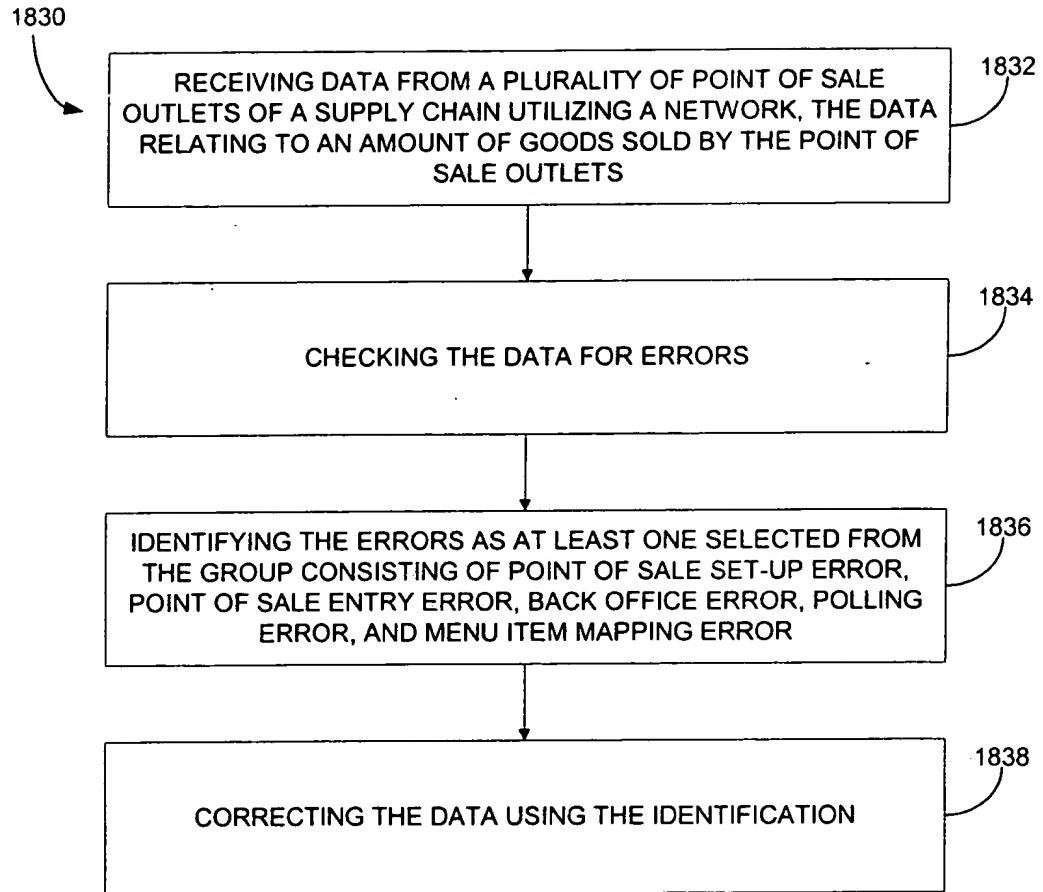 1830
1832
RECEIVING DATA FROM A PLURALITY OF POINT OF SALE
OUTLETS OF A SUPPLY CHAIN UTILIZING A NETWORK, THE DATA
RELATING TO AN AMOUNT OF GOODS SOLD BY THE POINT OF
SALE OUTLETS
1834
CHECKING THE DATA FOR ERRORS
1836
IDENTIFYING THE ERRORS AS AT LEAST ONE SELECTED FROM
THE GROUP CONSISTING OF POINT OF SALE SET-UP ERROR,
POINT OF SALE ENTRY ERROR, BACK OFFICE ERROR, POLLING
ERROR, AND MENU ITEM MAPPING ERROR
1838
CORRECTING THE DATA USING THE IDENTIFICATION